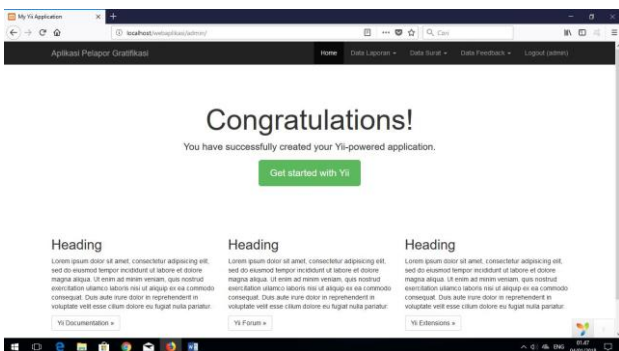 My Yii Application
localhost/webaplikasi/admin/
Cari
Aplikasi Pelapor Gratifikasi
Home Data Laporan Data Surat Data Feedback Logout (admin)
Congratulations!
You have successfully created your Yii-powered application.
Get started with Yii
Heading
Lorem ipsum dolor sit amet, consectetur adipisicing elit,
sed do eiusmod tempor incididunt ut labore et dolore
magna aliqua. Ut enim ad minim veniam, quis nostrud
exercitation ullamco laboris nisi ut aliquip ex ea commodo
consequat. Duis aute irure dolor in reprehenderit in
voluptate velit esse cillum dolore eu fugiat nulla pariatur.
Yii Documentation »
Heading
Lorem ipsum dolor sit amet, consectetur adipisicing elit,
sed do eiusmod tempor incididunt ut labore et dolore
magna aliqua. Ut enim ad minim veniam, quis nostrud
exercitation ullamco laboris nisi ut aliquip ex ea commodo
consequat. Duis aute irure dolor in reprehenderit in
voluptate velit esse cillum dolore eu fugiat nulla pariatur.
Yii Forum »
Heading
Lorem ipsum dolor sit amet, consectetur adipisicing elit,
sed do eiusmod tempor incididunt ut labore et dolore
magna aliqua. Ut enim ad minim veniam, quis nostrud
exercitation ullamco laboris nisi ut aliquip ex ea commodo
consequat. Duis aute irure dolor in reprehenderit in
voluptate velit esse cillum dolore eu fugiat nulla pariatur.
Yii Extensions »
ENG
01.47